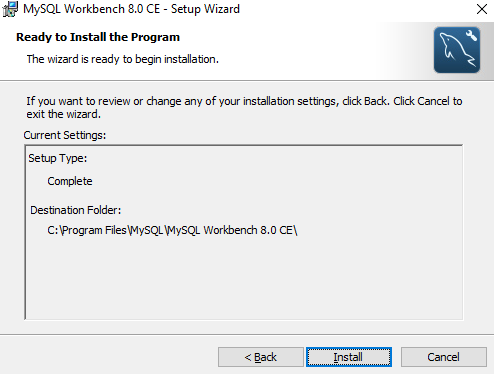 MySQL Workbench 8.0 CE - Setup Wizard
Ready to Install the Program
The wizard is ready to begin installation.
If you want to review or change any of your installation settings, click Back. Click Cancel to
exit the wizard.
Current Settings:
Setup Type:
Complete
Destination Folder:
C:\Program Files\MySQL\MySQL Workbench 8.0 CE\
< Back Install Cancel